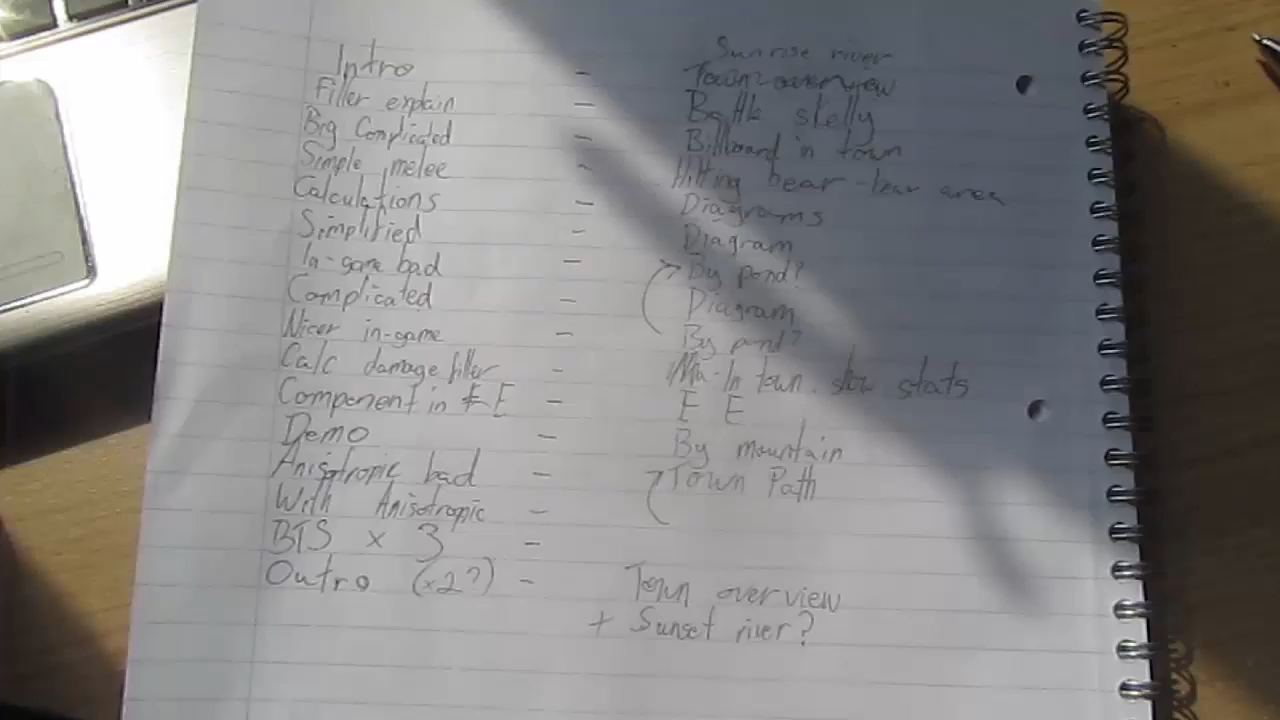 Sunrise river
Intro - Town overview
Filler explain - Battle skelly
Big Complicated - Billboard in town
Simple melee - Hitting bear - bear area
Calculations - Diagrams
Simplified - Diagram
In-game bad - By pond?
Complicated - Diagram
Nicer in-game - By pond?
Calc damage filler - In town. show stats
Component in E - E E
Demo - By mountain
Anisotropic bad - Town Path
With Anisotropic -
BTS x 3 -
Outro (x2?) - Town overview
+ Sunset river?